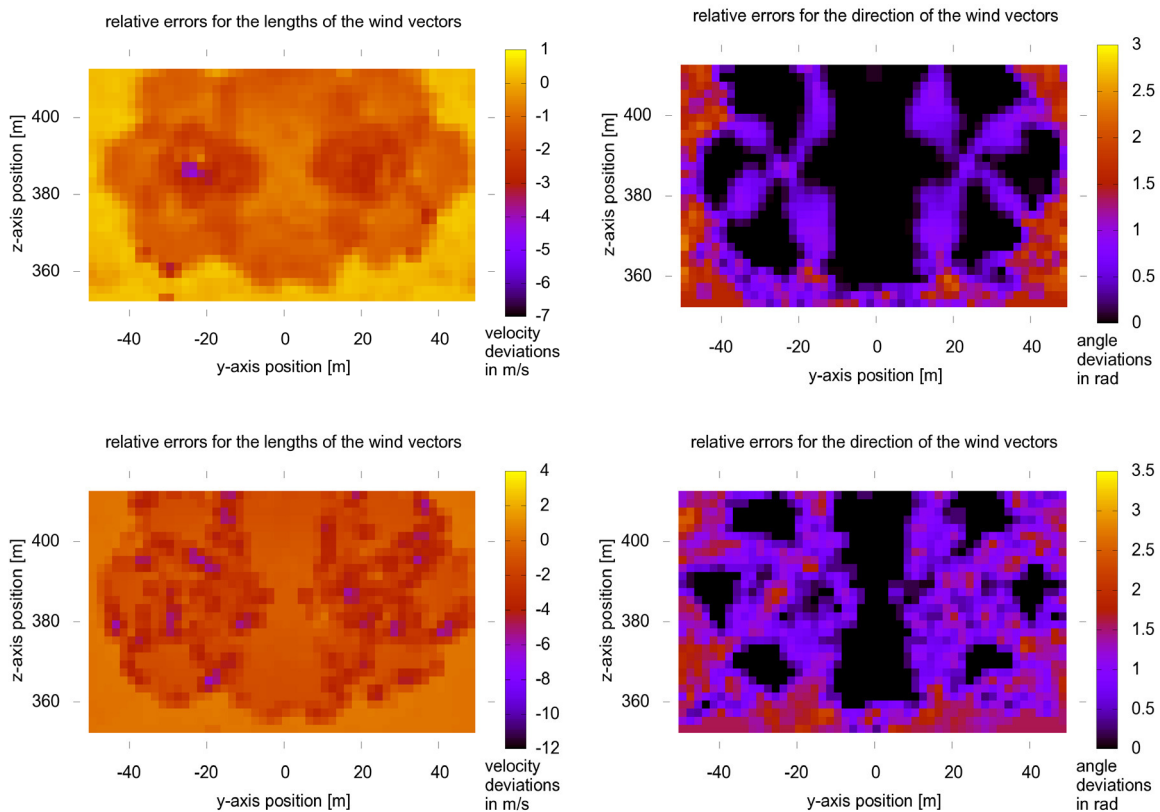 relative errors for the lengths of the wind vectors
z-axis position [m]
400
380
360
-40
-20
0
20
40
y-axis position [m]
1
0
-1
-2
-3
-4
-5
-6
-7
velocity
deviations
in m/s
relative errors for the direction of the wind vectors
z-axis position [m]
400
380
360
-40
-20
0
20
40
y-axis position [m]
3
2.5
2
1.5
1
0.5
0
angle
deviations
in rad
relative errors for the lengths of the wind vectors
z-axis position [m]
400
380
360
-40
-20
0
20
40
y-axis position [m]
4
2
0
-2
-4
-6
-8
-10
-12
velocity
deviations
in m/s
relative errors for the direction of the wind vectors
z-axis position [m]
400
380
360
-40
-20
0
20
40
y-axis position [m]
3.5
3
2.5
2
1.5
1
0.5
0
angle
deviations
in rad